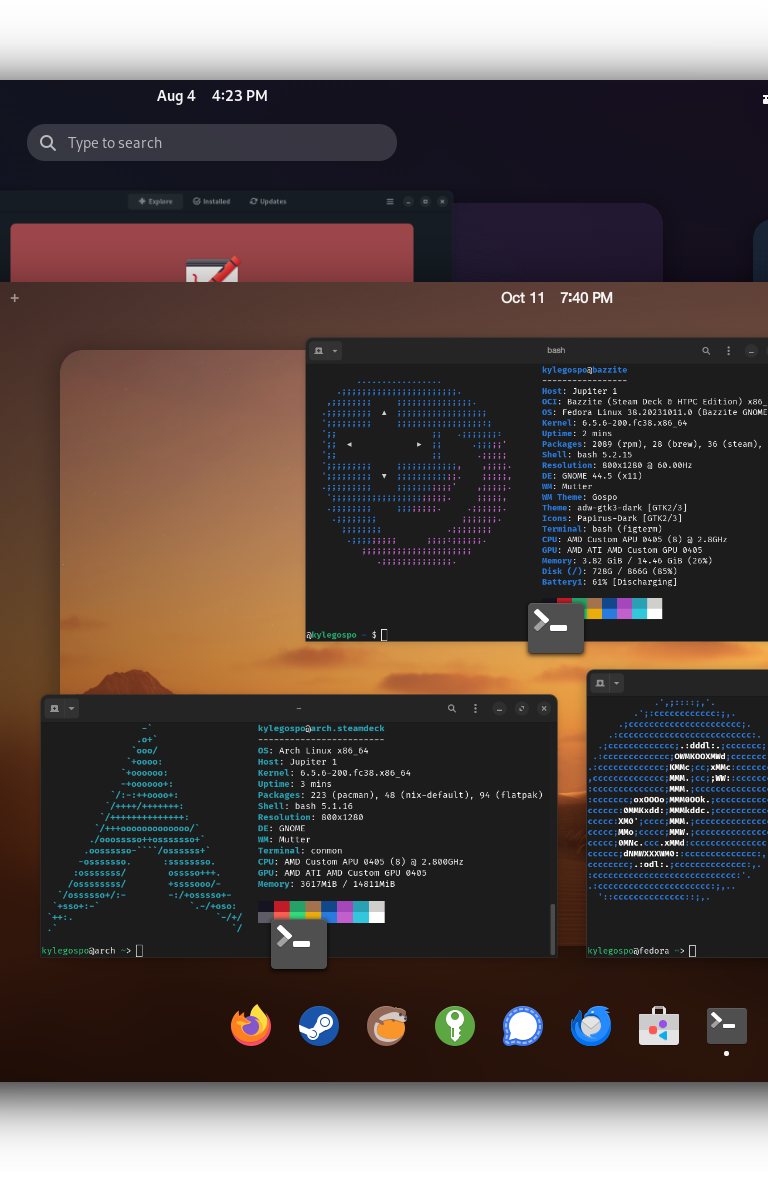 Aug 4 4:23 PM
Type to search
Explore Installed Updates
Oct 11 7:40 PM
bash
kylegospo@bazzite
-----------------
Host: Jupiter 1
OCI: Bazzite (Steam Deck & HTPC Edition) x86_
OS: Fedora Linux 38.20231011.0 (Bazzite GNOME
Kernel: 6.5.6-200.fc38.x86_64
Uptime: 2 mins
Packages: 2089 (rpm), 28 (brew), 36 (steam),
Shell: bash 5.2.15
Resolution: 800x1280 @ 60.00Hz
DE: GNOME 44.5 (x11)
WM: Mutter
WM Theme: Gospo
Theme: adw-gtk3-dark [GTK2/3]
Icons: Papirus-Dark [GTK2/3]
Terminal: bash (figterm)
CPU: AMD Custom APU 0405 (8) @ 2.8GHz
GPU: AMD ATI AMD Custom GPU 0405
Memory: 3.82 GiB / 14.46 GiB (26%)
Disk (/): 728G / 866G (85%)
Battery1: 61% [Discharging]
@kylegospo ~ $
~
kylegospo@arch.steamdeck
-------------------------
OS: Arch Linux x86_64
Host: Jupiter 1
Kernel: 6.5.6-200.fc38.x86_64
Uptime: 3 mins
Packages: 223 (pacman), 48 (nix-default), 94 (flatpak)
Shell: bash 5.1.16
Resolution: 800x1280
DE: GNOME
WM: Mutter
Terminal: conmon
CPU: AMD Custom APU 0405 (8) @ 2.800GHz
GPU: AMD ATI AMD Custom GPU 0405
Memory: 3617MiB / 14811MiB
kylegospo@arch ~>
kylegospo@fedora ~>